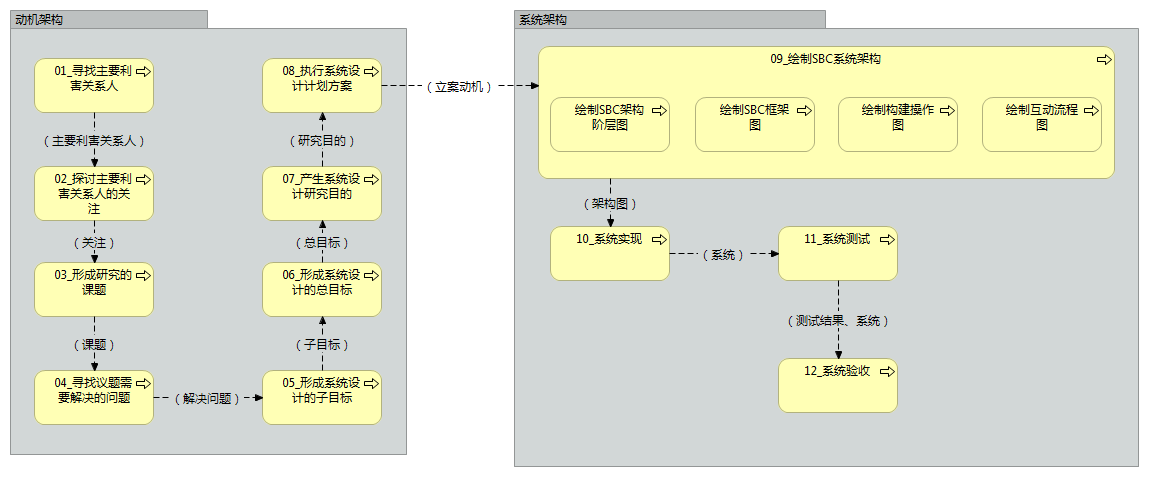 动机架构
01_寻找主要利
害关系人
（主要利害关系人）
02_探讨主要利
害关系人的关
注
（关注）
03_形成研究的
课题
（课题）
04_寻找议题需
要解决的问题
（解决问题）
05_形成系统设
计的子目标
（子目标）
06_形成系统设
计的总目标
（总目标）
07_产生系统设
计研究目的
（研究目的）
08_执行系统设
计计划方案
（立案动机）
系统架构
09_绘制SBC系统架构
绘制SBC架构
阶层图
绘制SBC框架
图
绘制构建操作
图
绘制互动流程
图
（架构图）
10_系统实现
（系统）
11_系统测试
（测试结果、系统）
12_系统验收